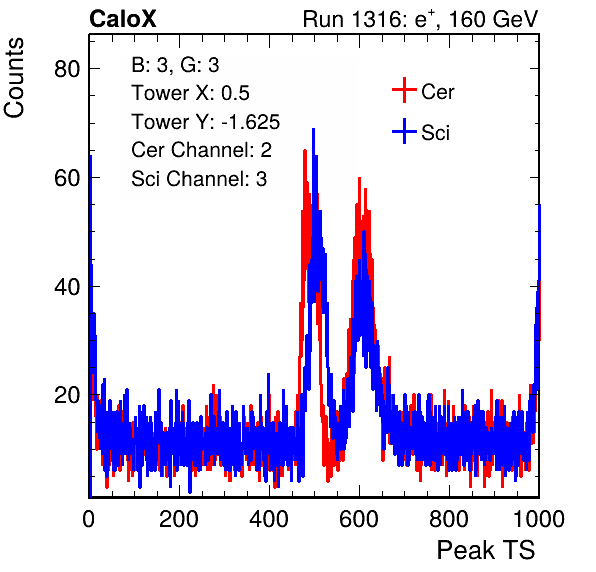 CaloX
Run 1316: e+, 160 GeV
Counts
B: 3, G: 3
Tower X: 0.5
Tower Y: -1.625
Cer Channel: 2
Sci Channel: 3
Cer
Sci
80
60
40
20
0 200 400 600 800 1000
Peak TS